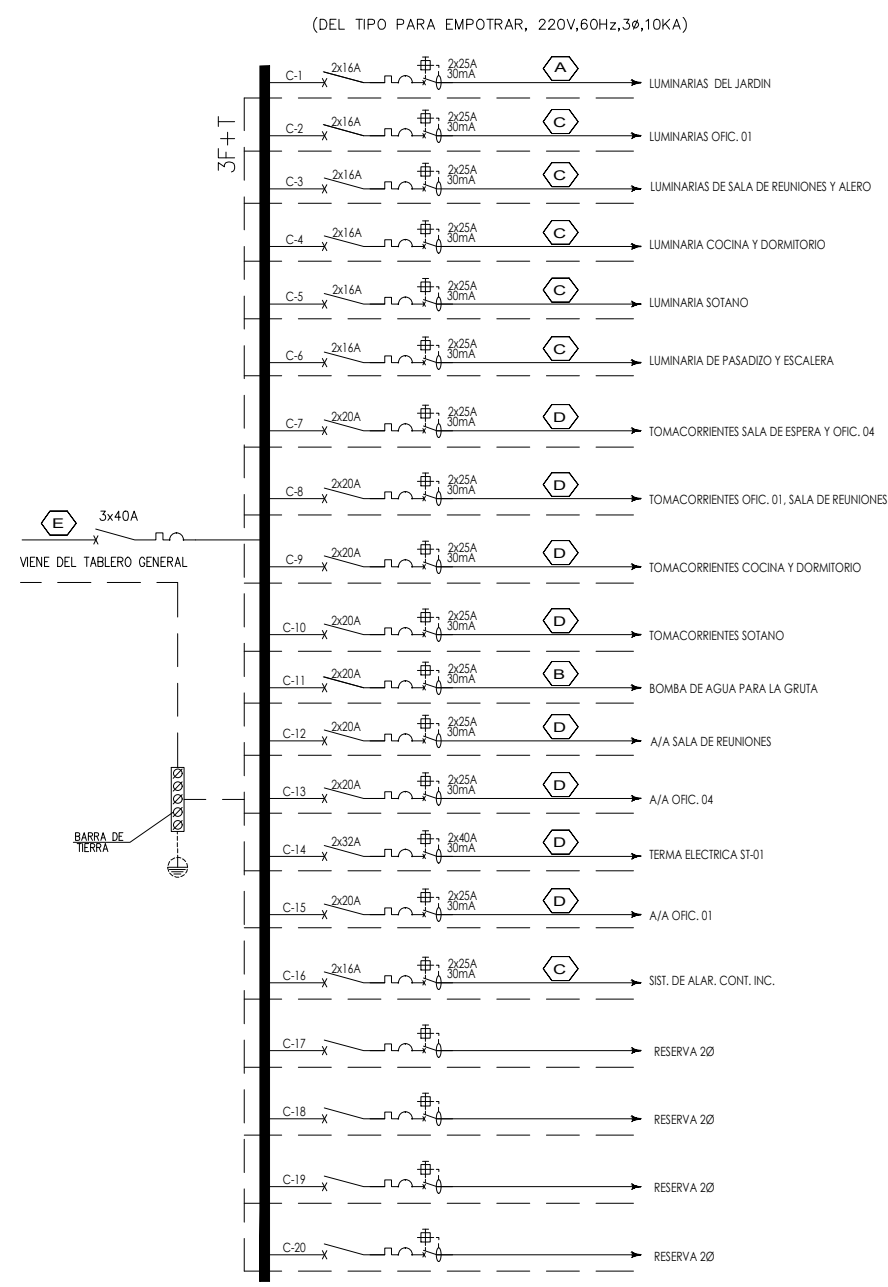 (DEL TIPO PARA EMPOTRAR, 220V,60Hz,3ø,10KA)
3F+T
C-1 2x16A 2x25A 30mA A LUMINARIAS DEL JARDIN
C-2 2x16A 2x25A 30mA C LUMINARIAS OFIC. 01
C-3 2x16A 2x25A 30mA C LUMINARIAS DE SALA DE REUNIONES Y ALERO
C-4 2x16A 2x25A 30mA C LUMINARIA COCINA Y DORMITORIO
C-5 2x16A 2x25A 30mA C LUMINARIA SOTANO
C-6 2x16A 2x25A 30mA C LUMINARIA DE PASADIZO Y ESCALERA
C-7 2x20A 2x25A 30mA D TOMACORRIENTES SALA DE ESPERA Y OFIC. 04
C-8 2x20A 2x25A 30mA D TOMACORRIENTES OFIC. 01, SALA DE REUNIONES
E 3x40A
VIENE DEL TABLERO GENERAL
C-9 2x20A 2x25A 30mA D TOMACORRIENTES COCINA Y DORMITORIO
C-10 2x20A 2x25A 30mA D TOMACORRIENTES SOTANO
C-11 2x20A 2x25A 30mA B BOMBA DE AGUA PARA LA GRUTA
C-12 2x20A 2x25A 30mA D A/A SALA DE REUNIONES
C-13 2x20A 2x25A 30mA D A/A OFIC. 04
BARRA DE
TIERRA
C-14 2x32A 2x40A 30mA D TERMA ELECTRICA ST-01
C-15 2x20A 2x25A 30mA D A/A OFIC. 01
C-16 2x16A 2x25A 30mA C SIST. DE ALAR. CONT. INC.
C-17 RESERVA 2Ø
C-18 RESERVA 2Ø
C-19 RESERVA 2Ø
C-20 RESERVA 2Ø